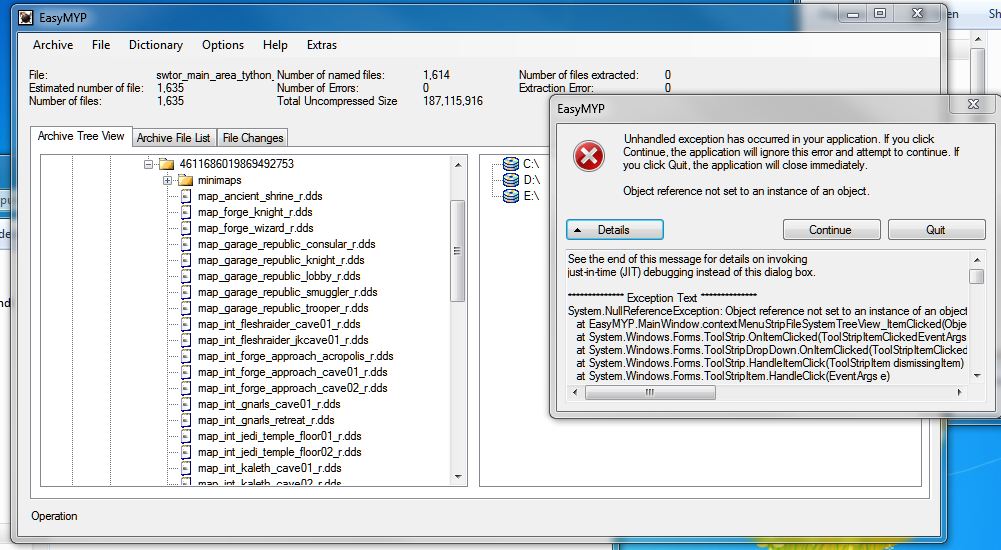 EasyMYP
en
Sh
Archive File Dictionary Options Help Extras
File: swtor_main_area_tython_ Number of named files: 1,614 Number of files extracted: 0
Estimated number of file: 1,635 Number of Errors: 0 Extraction Error: 0
Number of files: 1,635 Total Uncompressed Size 187,115,916
Archive Tree View Archive File List File Changes
4611686019869492753
minimaps
map_ancient_shrine_r.dds
map_forge_knight_r.dds
map_forge_wizard_r.dds
map_garage_republic_consular_r.dds
map_garage_republic_knight_r.dds
map_garage_republic_lobby_r.dds
map_garage_republic_smuggler_r.dds
map_garage_republic_trooper_r.dds
map_int_fleshraider_cave01_r.dds
map_int_fleshraider_jkcave01_r.dds
map_int_forge_approach_acropolis_r.dds
map_int_forge_approach_cave01_r.dds
map_int_forge_approach_cave02_r.dds
map_int_gnarls_cave01_r.dds
map_int_gnarls_retreat_r.dds
map_int_jedi_temple_floor01_r.dds
map_int_jedi_temple_floor02_r.dds
map_int_kaleth_cave01_r.dds
map_int_kaleth_cave02_r.dds
C:\
D:\
E:\
Operation
EasyMYP
Unhandled exception has occurred in your application. If you click
Continue, the application will ignore this error and attempt to continue. If
you click Quit, the application will close immediately.
Object reference not set to an instance of an object.
Details Continue Quit
See the end of this message for details on invoking
just-in-time (JIT) debugging instead of this dialog box.
************** Exception Text **************
System.NullReferenceException: Object reference not set to an instance of an object
at EasyMYP.MainWindow.contextMenuStripFileSystemTreeView_ItemClicked(Obje
at System.Windows.Forms.ToolStrip.OnItemClicked(ToolStripItemClickedEventArgs
at System.Windows.Forms.ToolStripDropDown.OnItemClicked(ToolStripItemClicked
at System.Windows.Forms.ToolStrip.HandleItemClick(ToolStripItem dismissingItem)
at System.Windows.Forms.ToolStripItem.HandleClick(EventArgs e)